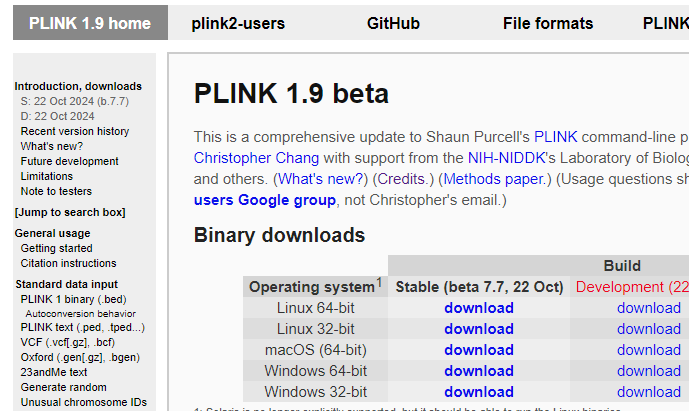 PLINK 1.9 home plink2-users GitHub File formats PLINK
Introduction, downloads
S: 22 Oct 2024 (b.7.7)
D: 22 Oct 2024
Recent version history
What's new?
Future development
Limitations
Note to testers
[Jump to search box]
General usage
Getting started
Citation instructions
Standard data input
PLINK 1 binary (.bed)
Autoconversion behavior
PLINK text (.ped, .tped...)
VCF (.vcf[.gz], .bcf)
Oxford (.gen[.gz], .bgen)
23andMe text
Generate random
Unusual chromosome IDs
PLINK 1.9 beta
This is a comprehensive update to Shaun Purcell's PLINK command-line p
Christopher Chang with support from the NIH-NIDDK's Laboratory of Biolog
and others. (What's new?) (Credits.) (Methods paper.) (Usage questions sh
users Google group, not Christopher's email.)
Binary downloads
Build
Operating system1 Stable (beta 7.7, 22 Oct) Development (22
Linux 64-bit download download
Linux 32-bit download download
macOS (64-bit) download download
Windows 64-bit download download
Windows 32-bit download download